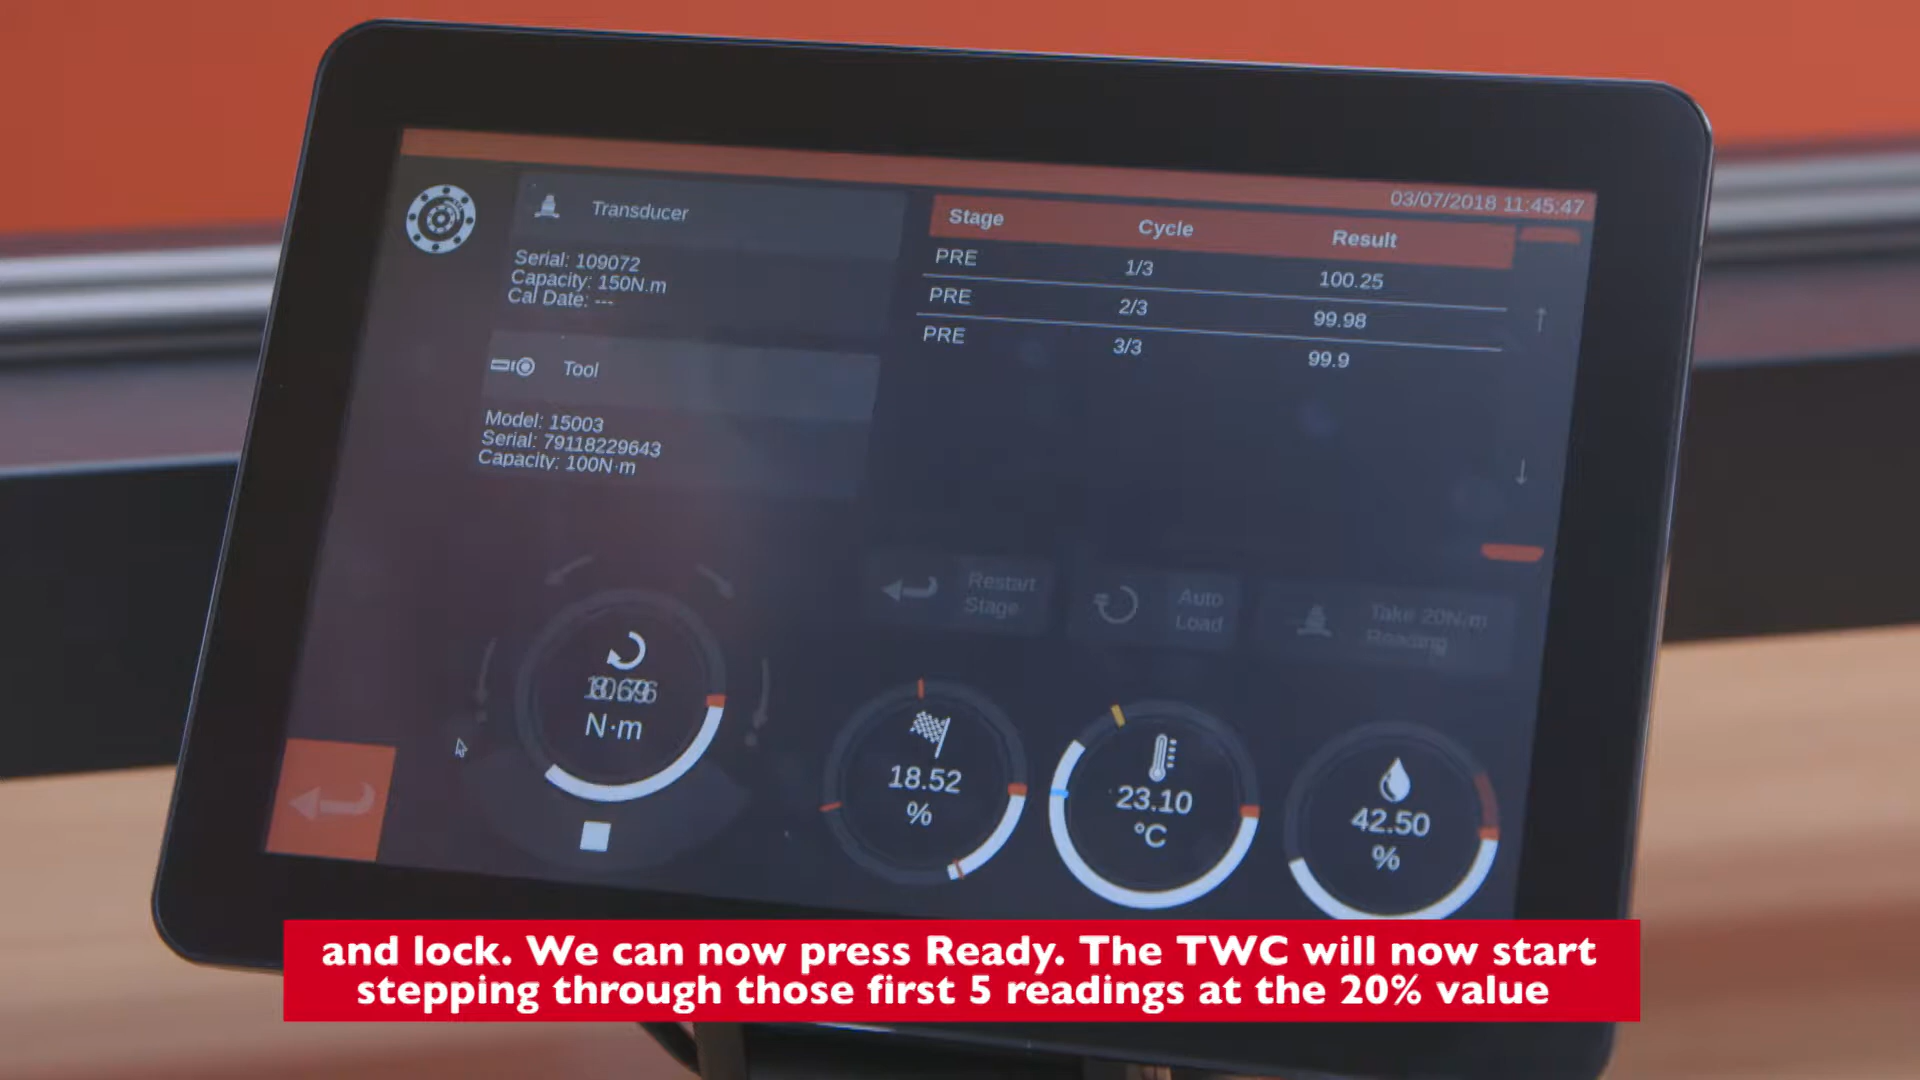 03/07/2018 11:45:47
Transducer
Serial: 109072
Capacity: 150N.m
Cal Date: ---
Tool
Model: 15003
Serial: 79118229643
Capacity: 100N·m
Stage Cycle Result
PRE 1/3 100.25
PRE 2/3 99.98
PRE 3/3 99.9
Restart
Stage
Auto
Load
Take 20N.m
Reading
N·m
18.52
%
23.10
°C
42.50
%
and lock. We can now press Ready. The TWC will now start
stepping through those first 5 readings at the 20% value